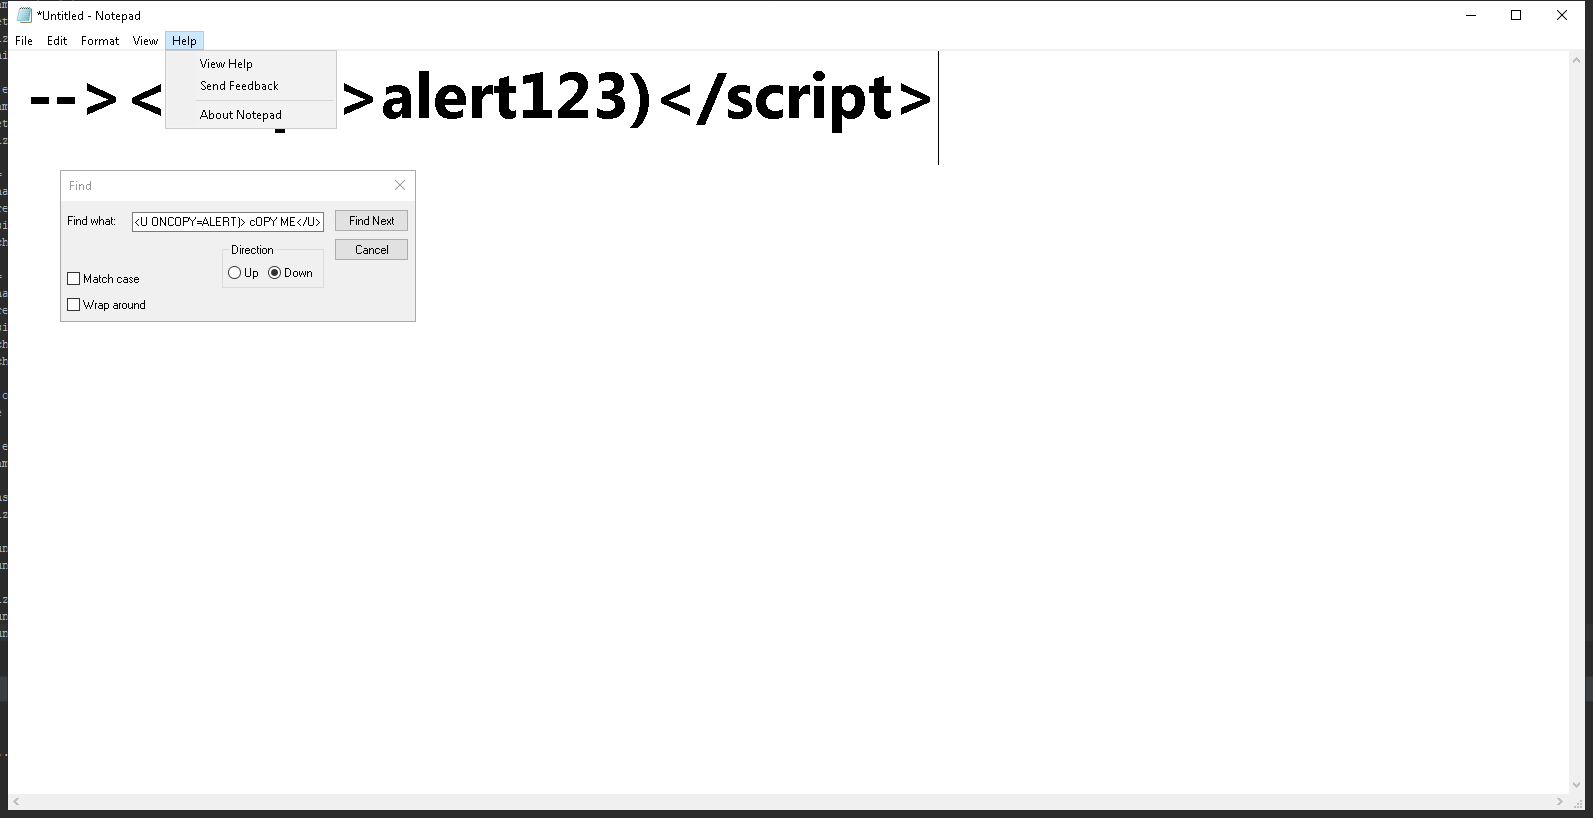 *Untitled - Notepad
File Edit Format View Help
View Help
Send Feedback
About Notepad
-->< >alert123)</script>
Find
Find what: <U ONCOPY=ALERT)> cOPY ME</U> Find Next
Direction Cancel
Up Down
Match case
Wrap around